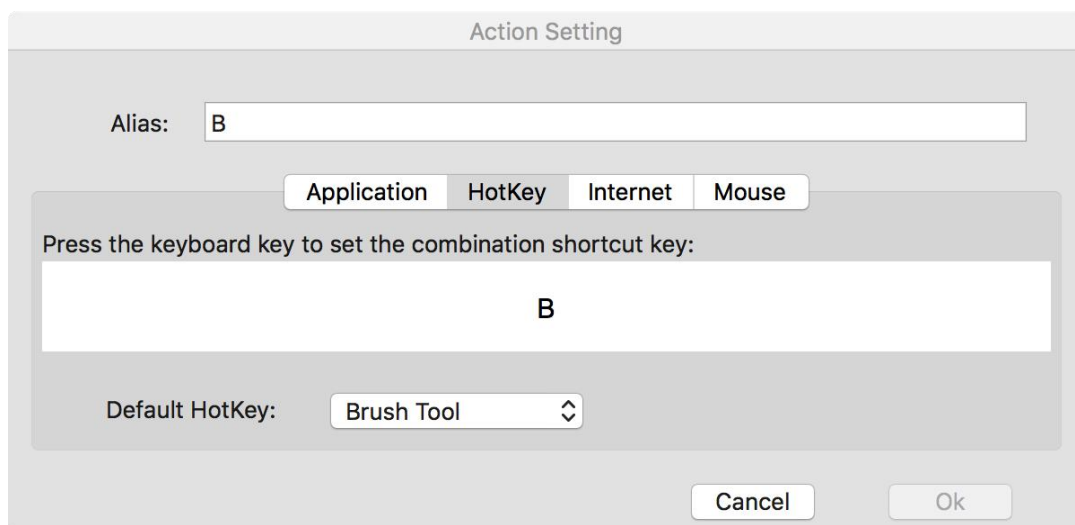 Action Setting
Alias: B
Application HotKey Internet Mouse
Press the keyboard key to set the combination shortcut key:
B
Default HotKey: Brush Tool
Cancel Ok